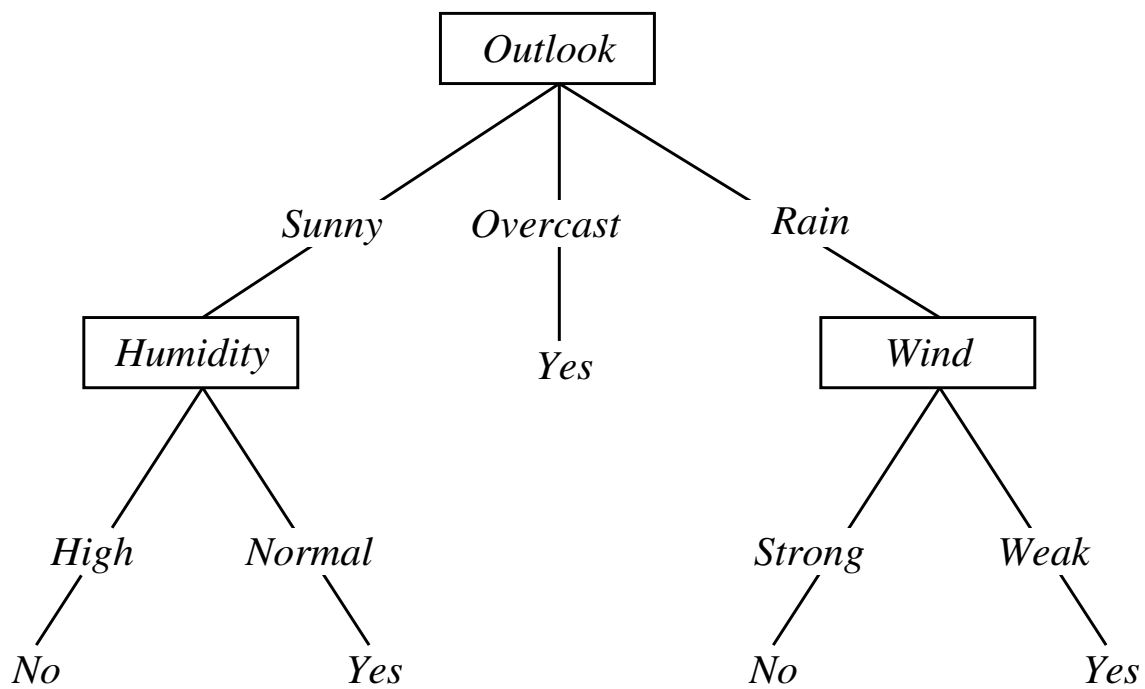 Outlook
Sunny Overcast Rain
Humidity Yes Wind
High Normal Strong Weak
No Yes No Yes